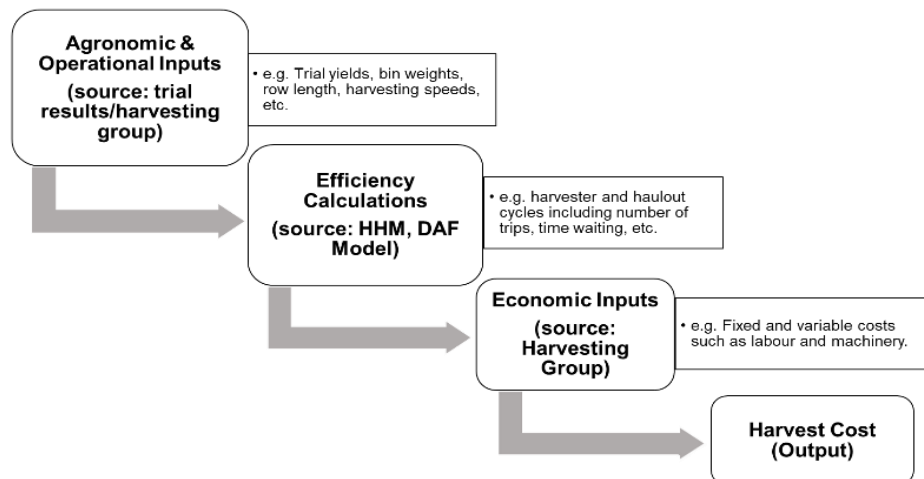 Agronomic &
Operational Inputs
(source: trial
results/harvesting
group)
• e.g. Trial yields, bin weights,
row length, harvesting speeds,
etc.
Efficiency
Calculations
(source: HHM, DAF
Model)
• e.g. harvester and haulout
cycles including number of
trips, time waiting, etc.
Economic Inputs
(source:
Harvesting
Group)
• e.g. Fixed and variable costs
such as labour and machinery.
Harvest Cost
(Output)